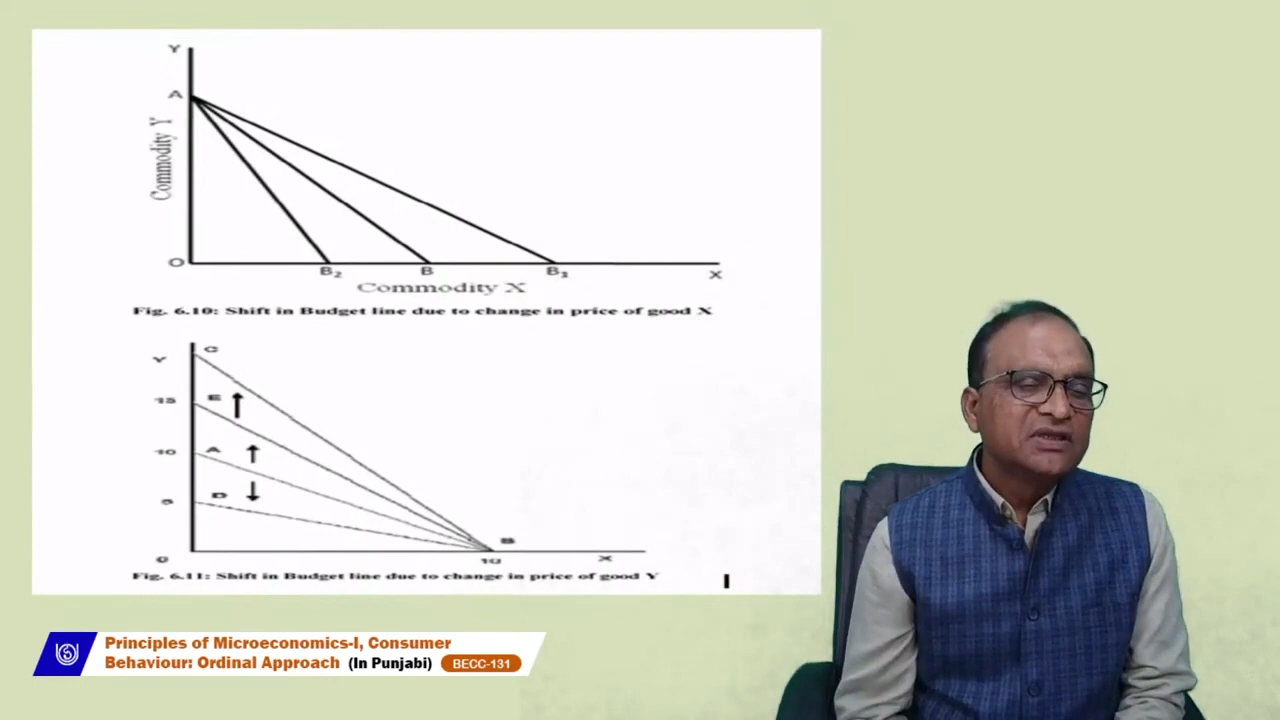 Y
A
Commodity Y
O
B₂ B B₃ X
Commodity X
Fig. 6.10: Shift in Budget line due to change in price of good X
C
Y
15 E
10 A
5 D
B
0 10 X
Fig. 6.11: Shift in Budget line due to change in price of good Y
Principles of Microeconomics-I, Consumer
Behaviour: Ordinal Approach (In Punjabi) BECC-131